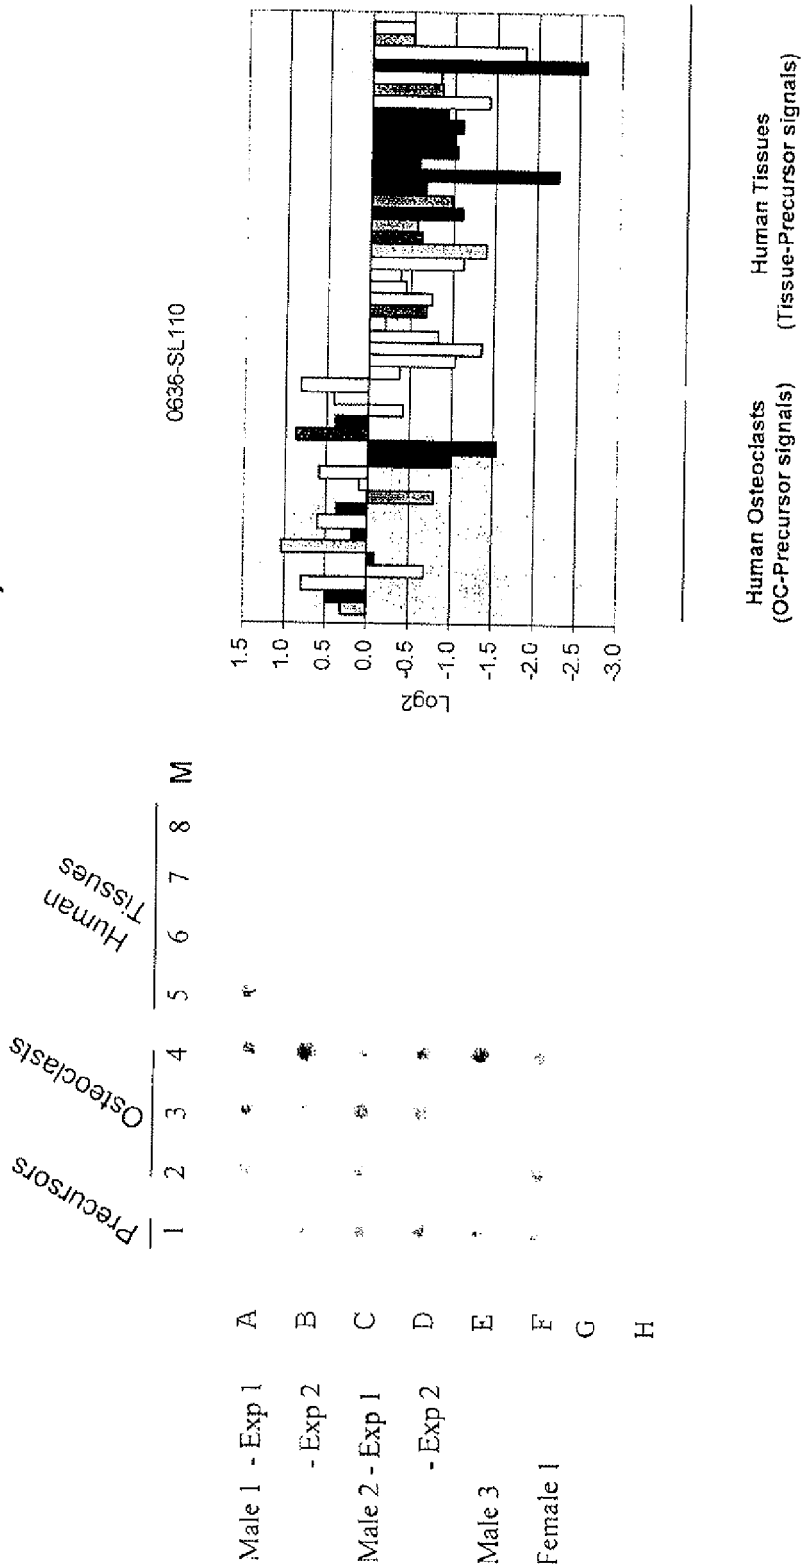 Precursors
Osteoclasts
Human
Tissues
1 2 3 4 5 6 7 8 M
Male 1 - Exp 1 A
- Exp 2 B
Male 2 - Exp 1 C
- Exp 2 D
Male 3 E
Female 1 F
G
H
0636-SL110
Log2
1.5
1.0
0.5
0.0
-0.5
-1.0
-1.5
-2.0
-2.5
-3.0
Human Osteoclasts
(OC-Precursor signals)
Human Tissues
(Tissue-Precursor signals)